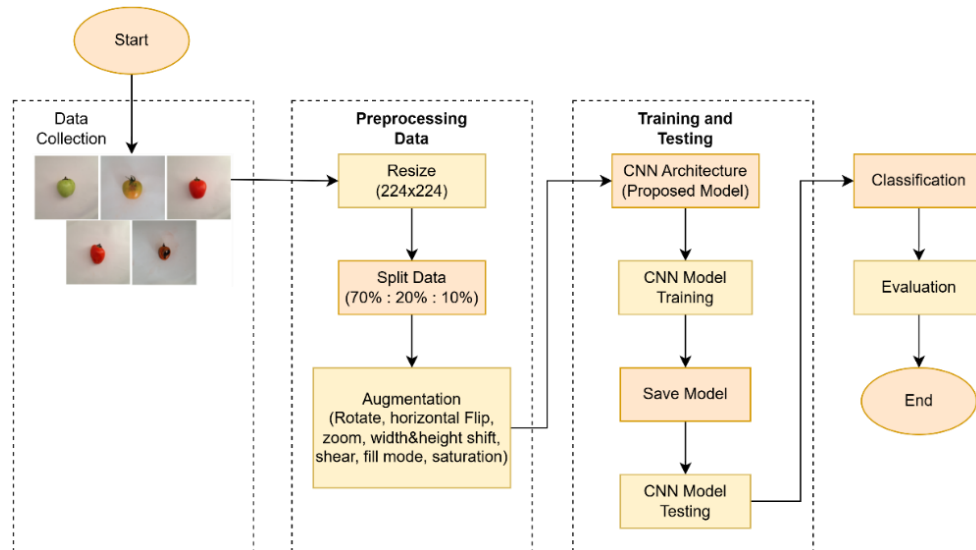 Start
Data
Collection
Preprocessing
Data
Resize
(224x224)
Split Data
(70% : 20% : 10%)
Augmentation
(Rotate, horizontal Flip,
zoom, width&height shift,
shear, fill mode, saturation)
Training and
Testing
CNN Architecture
(Proposed Model)
CNN Model
Training
Save Model
CNN Model
Testing
Classification
Evaluation
End